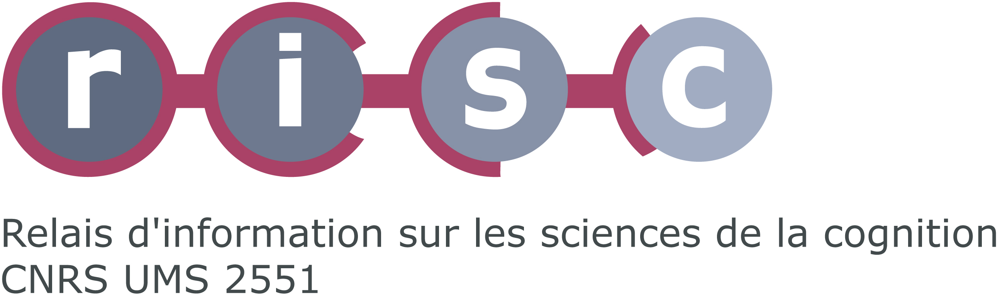 risc
Relais d'information sur les sciences de la cognition
CNRS UMS 2551